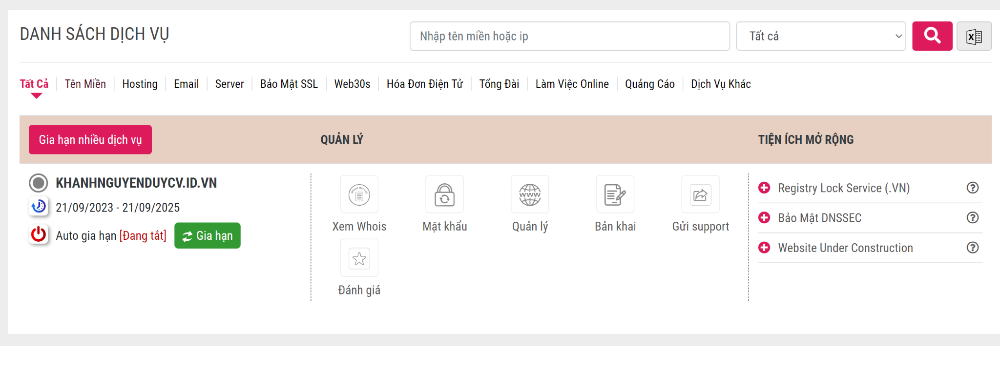 DANH SÁCH DỊCH VỤ
Nhập tên miền hoặc ip
Tất cả
X
Tất Cả
Tên Miền
Hosting
Email
Server
Bảo Mật SSL
Web30s
Hóa Đơn Điện Tử
Tổng Đài
Làm Việc Online
Quảng Cáo
Dịch Vụ Khác
Gia hạn nhiều dịch vụ
QUẢN LÝ
TIỆN ÍCH MỞ RỘNG
KHANHNGUYENDUYCV.ID.VN
21/09/2023 - 21/09/2025
Auto gia hạn [Đang tắt]
Gia hạn
Whois Record
Xem Whois
Mật khẩu
WWW
Quản lý
Bản khai
Gửi support
Đánh giá
Registry Lock Service (.VN)
?
Bảo Mật DNSSEC
?
Website Under Construction
?